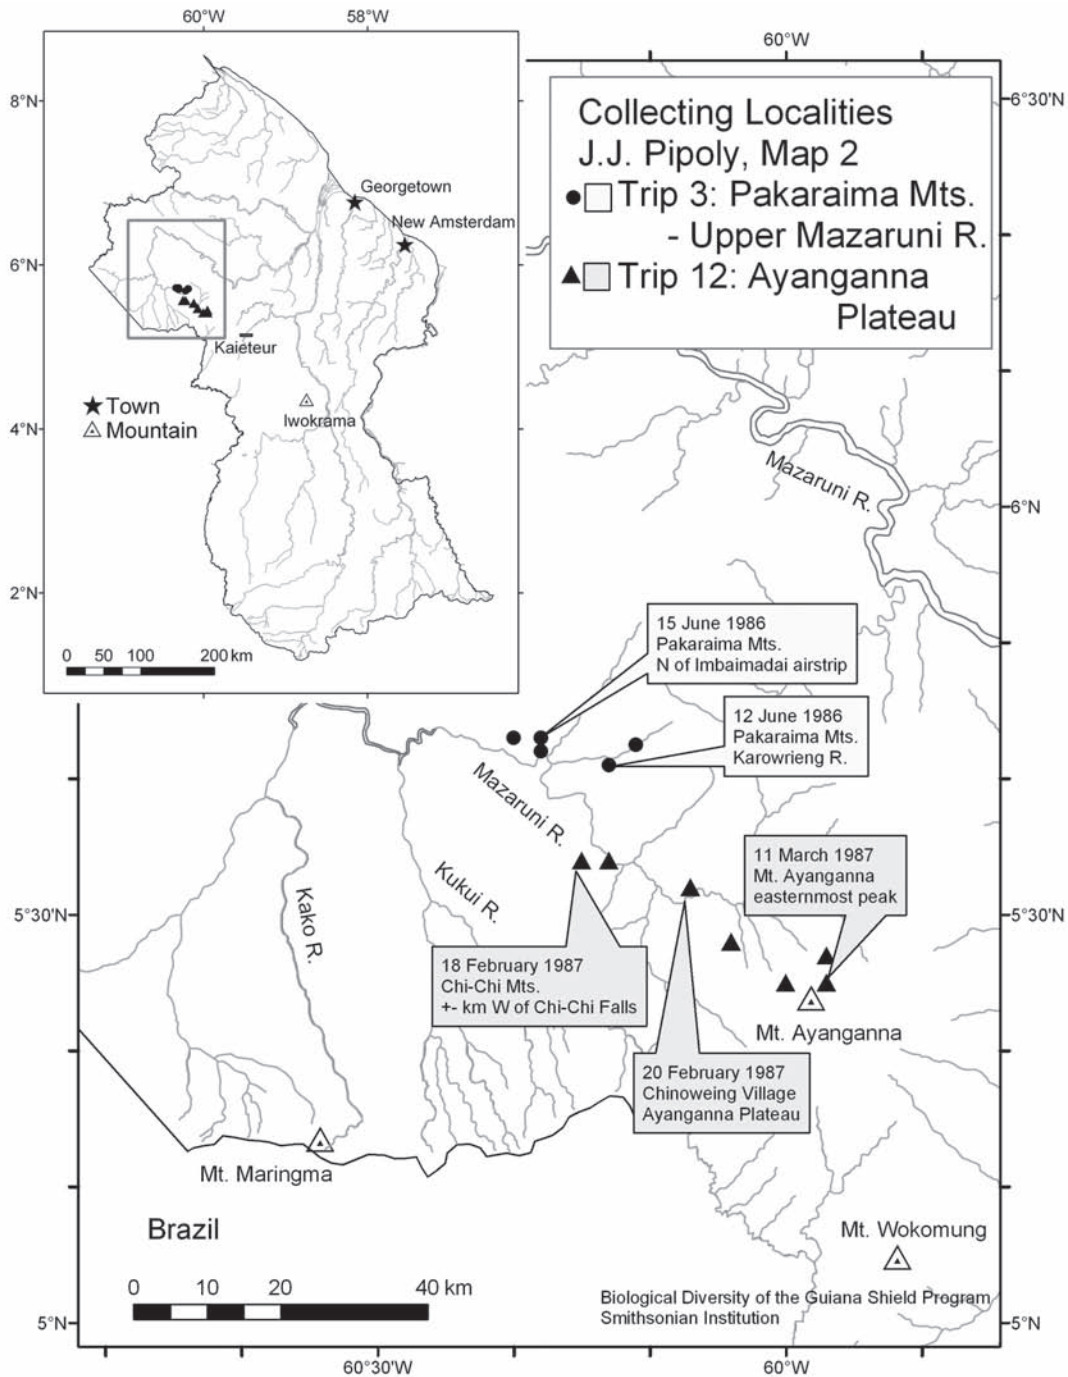 60°W
58°W
8°N
6°N
4°N
2°N
Georgetown
New Amsterdam
Kaieteur
Iwokrama
Town
Mountain
0 50 100 200 km
60°W
6°30'N
Collecting Localities
J.J. Pipoly, Map 2
Trip 3: Pakaraima Mts.
- Upper Mazaruni R.
Trip 12: Ayanganna
Plateau
Mazaruni R.
6°N
15 June 1986
Pakaraima Mts.
N of Imbaimadai airstrip
12 June 1986
Pakaraima Mts.
Karowrieng R.
Mazaruni R.
Kukui R.
Kako R.
11 March 1987
Mt. Ayanganna
easternmost peak
5°30'N
5°30'N
18 February 1987
Chi-Chi Mts.
+- km W of Chi-Chi Falls
Mt. Ayanganna
20 February 1987
Chinoweing Village
Ayanganna Plateau
Mt. Maringma
Brazil
Mt. Wokomung
0 10 20 40 km
Biological Diversity of the Guiana Shield Program
Smithsonian Institution
5°N
5°N
60°30'W
60°W